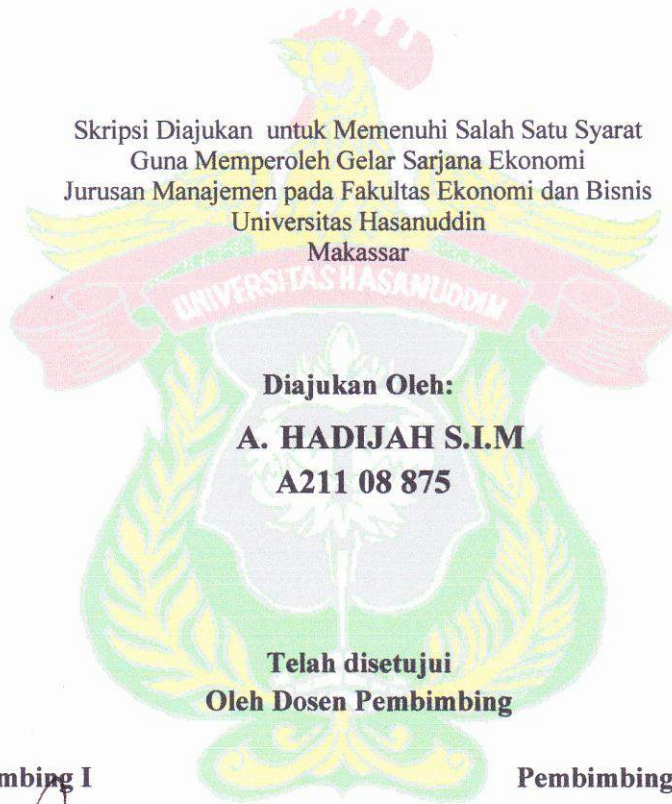 Skripsi Diajukan untuk Memenuhi Salah Satu Syarat
Guna Memperoleh Gelar Sarjana Ekonomi
Jurusan Manajemen pada Fakultas Ekonomi dan Bisnis
Universitas Hasanuddin
Makassar
UNIVERSITAS HASANUDDIN
Diajukan Oleh:
A. HADIJAH S.I.M
A211 08 875
Telah disetujui
Oleh Dosen Pembimbing
mbing I Pembimbing